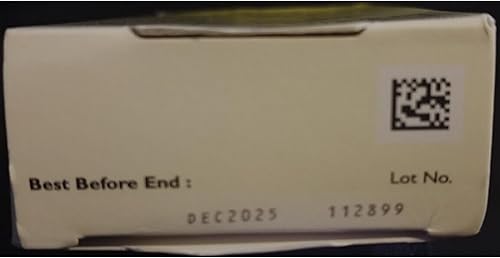 Best Before End : Lot No.
DEC2025 112899